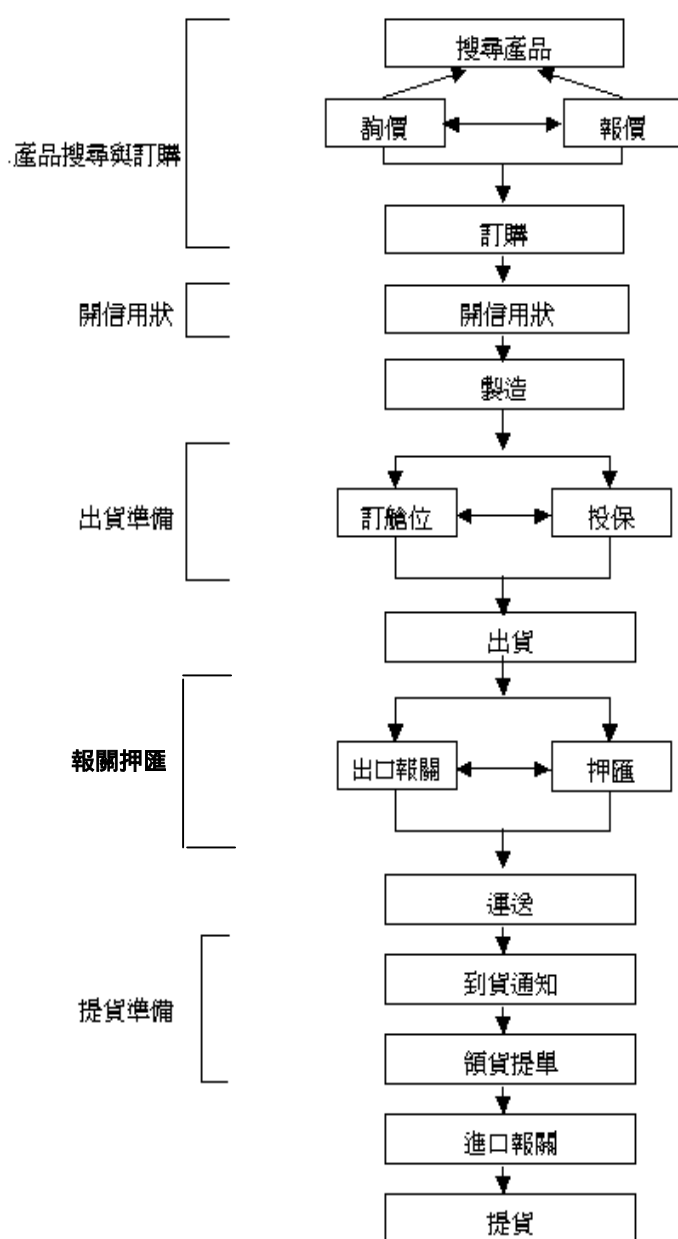 搜尋產品
詢價
報價
.產品搜尋與訂購
訂購
開信用狀
開信用狀
製造
出貨準備
訂艙位
投保
出貨
報關押匯
出口報關
押匯
運送
到貨通知
提貨準備
領貨提單
進口報關
提貨